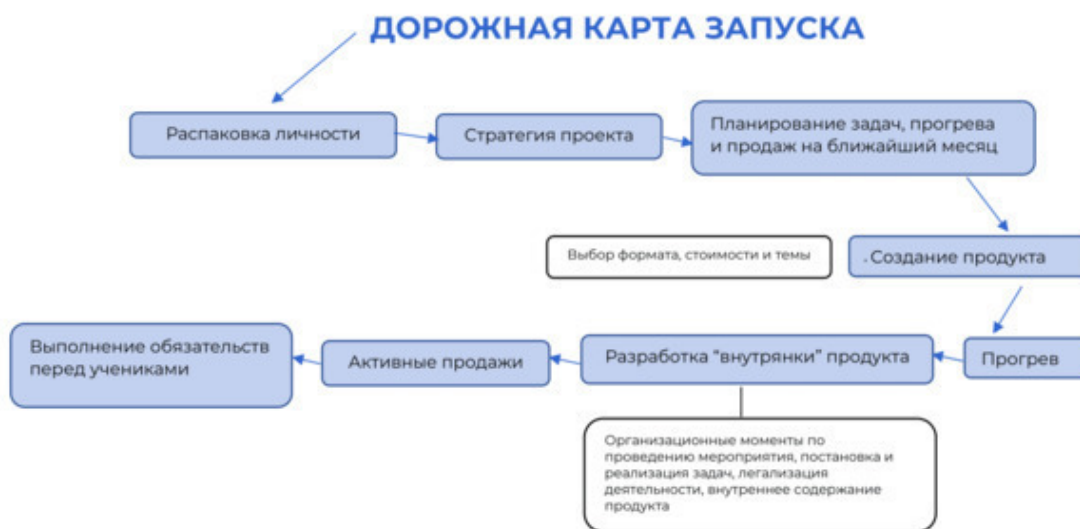 ДОРОЖНАЯ КАРТА ЗАПУСКА
Распаковка личности
Стратегия проекта
Планирование задач, прогрева
и продаж на ближайший месяц
Выбор формата, стоимости и темы
.Создание продукта
Прогрев
Разработка “внутрянки” продукта
Активные продажи
Выполнение обязательств
перед учениками
Организационные моменты по
проведению мероприятия, постановка и
реализация задач, легализация
деятельности, внутреннее содержание
продукта